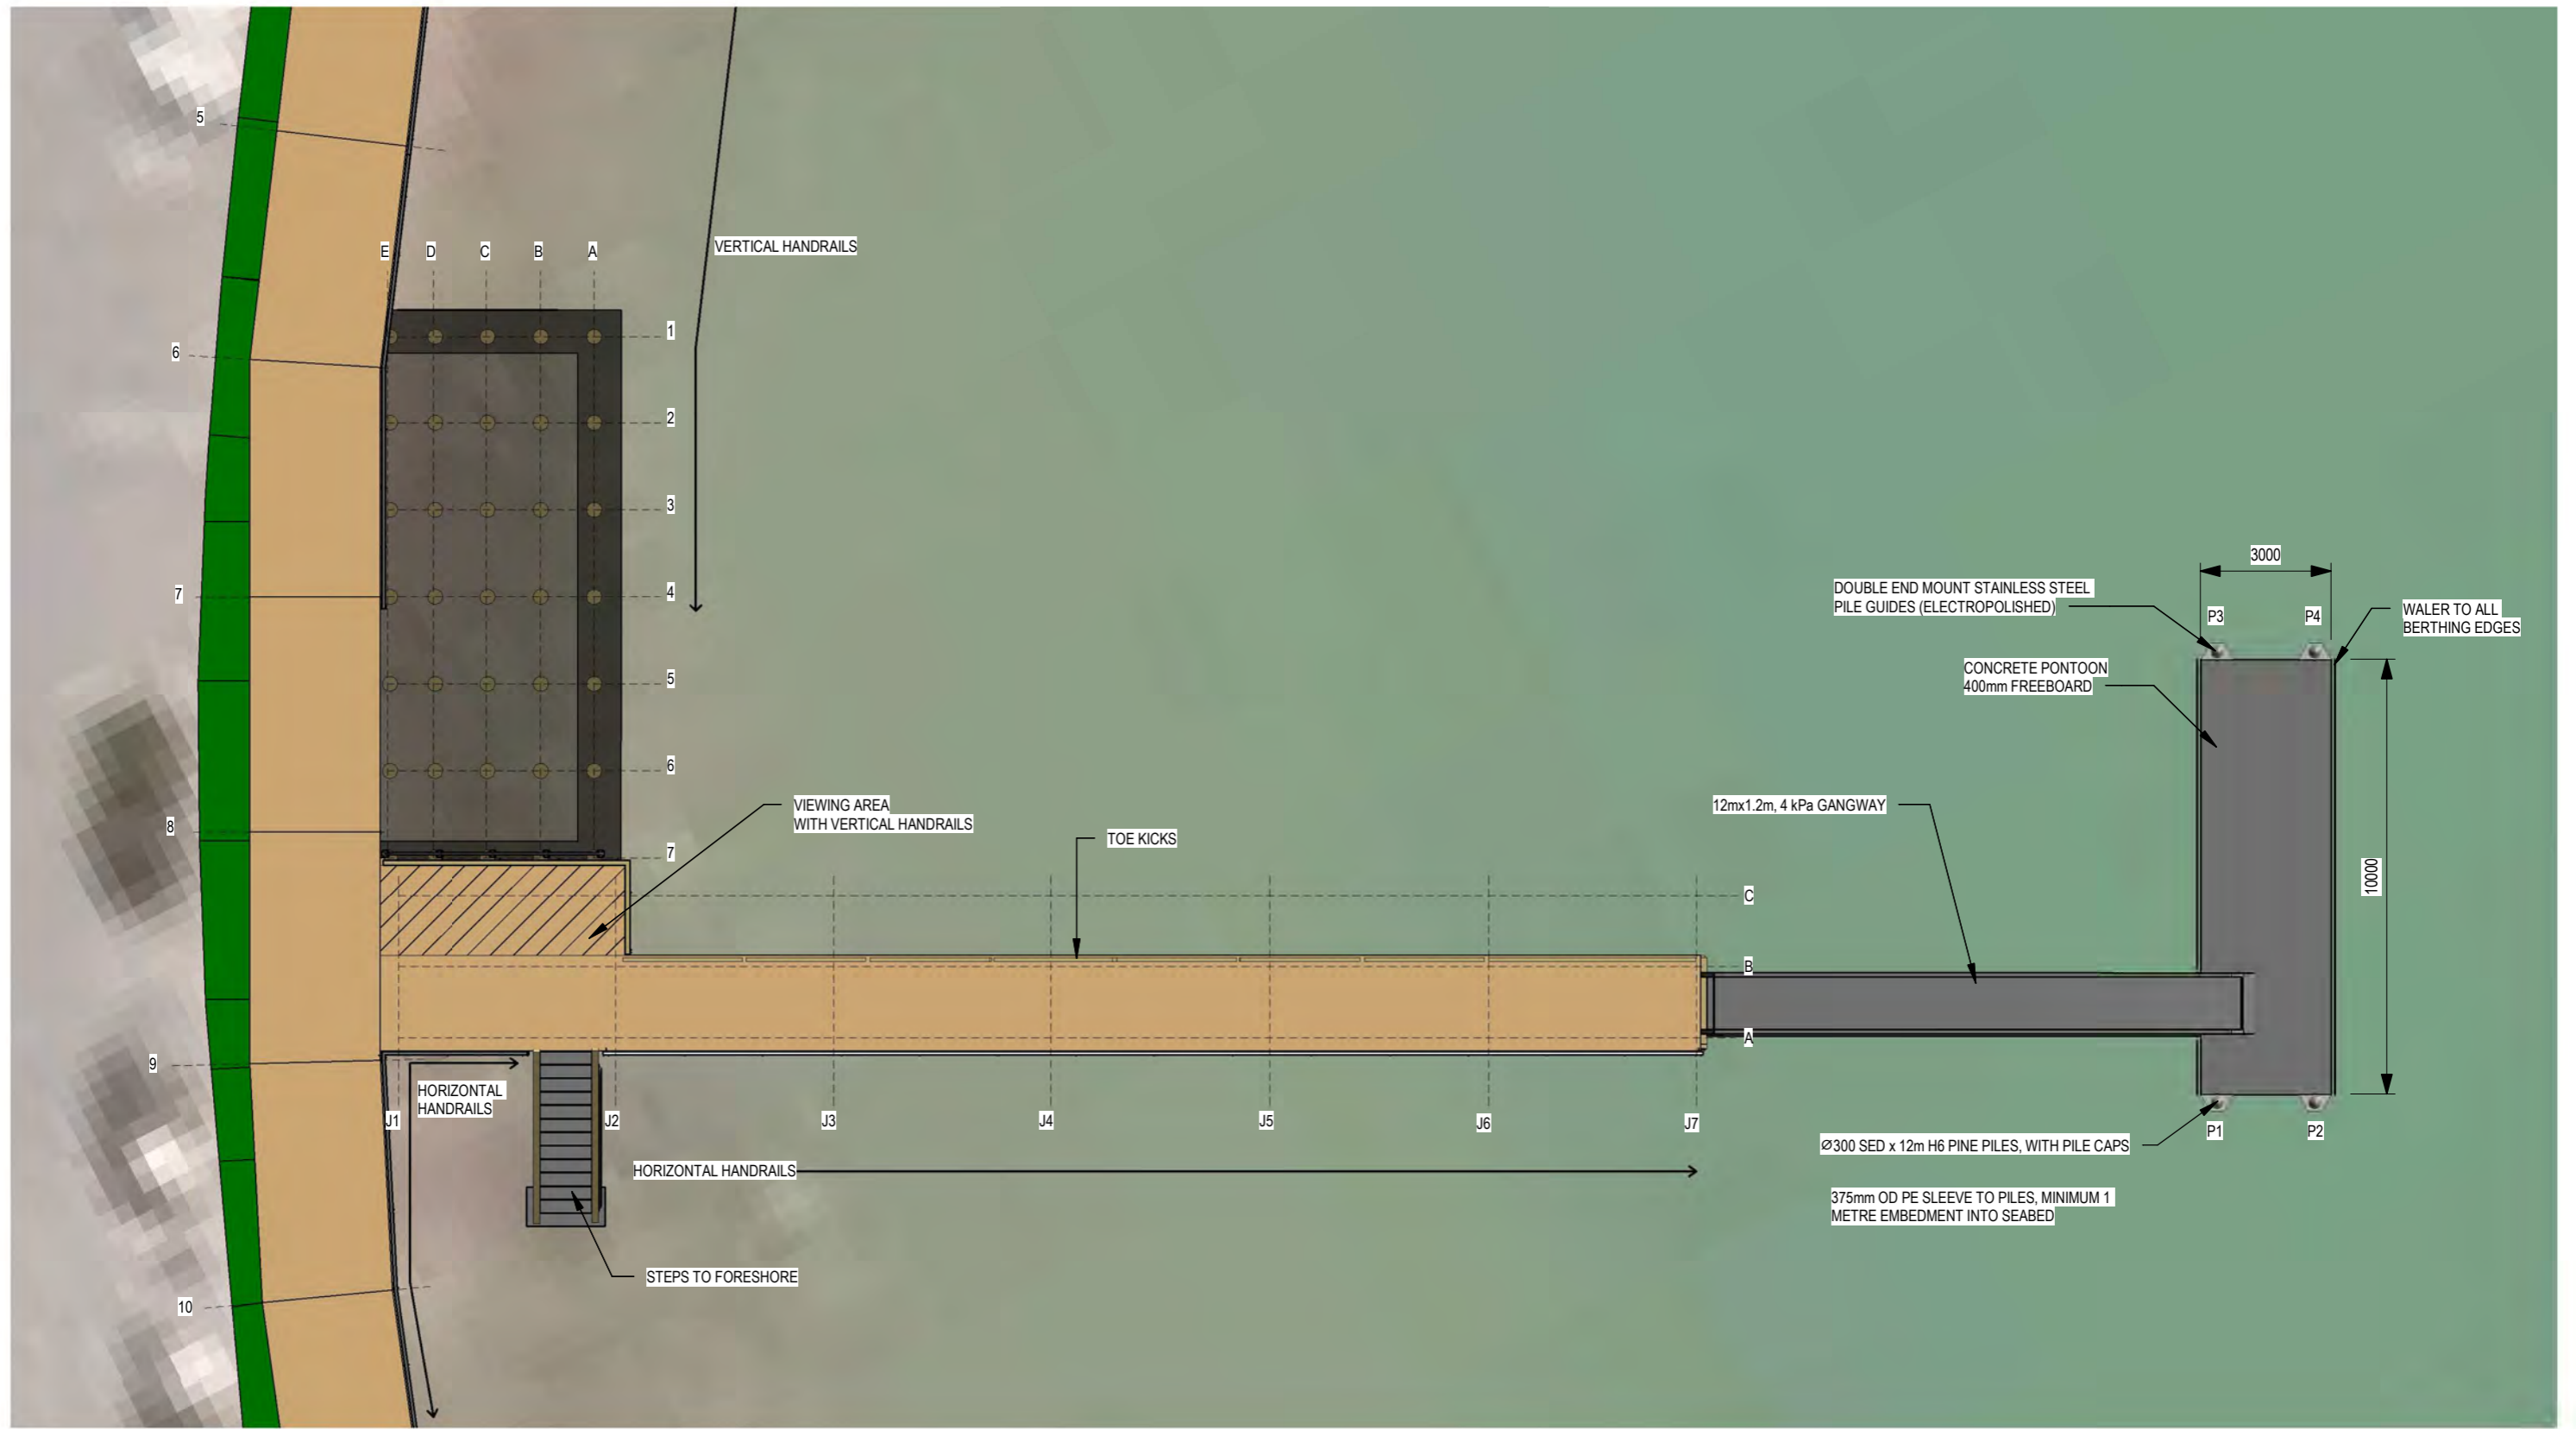 5
E
D
C
B
A
VERTICAL HANDRAILS
1
6
2
3
7
4
5
6
8
7
VIEWING AREA
WITH VERTICAL HANDRAILS
TOE KICKS
12mx1.2m, 4 kPa GANGWAY
3000
DOUBLE END MOUNT STAINLESS STEEL
PILE GUIDES (ELECTROPOLISHED)
P3
P4
WALER TO ALL
BERTHING EDGES
CONCRETE PONTOON
400mm FREEBOARD
10000
C
B
A
9
HORIZONTAL
HANDRAILS
J1
J2
J3
J4
J5
J6
J7
P1
P2
Ø300 SED x 12m H6 PINE PILES, WITH PILE CAPS
HORIZONTAL HANDRAILS
375mm OD PE SLEEVE TO PILES, MINIMUM 1
METRE EMBEDMENT INTO SEABED
STEPS TO FORESHORE
10